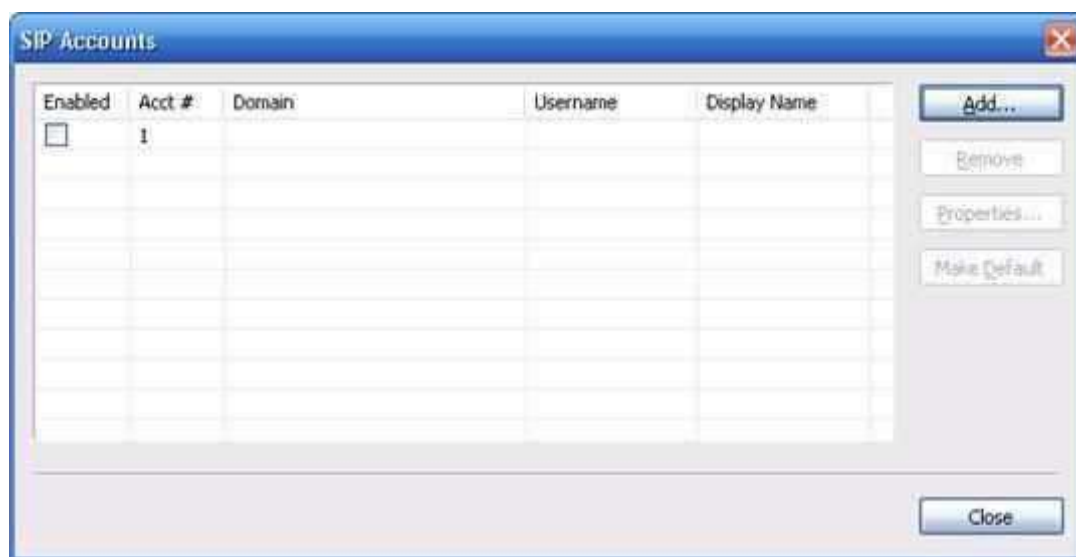 SIP Accounts
Enabled Acct # Domain Username Display Name
1
Add...
Remove
Properties...
Make Default
Close